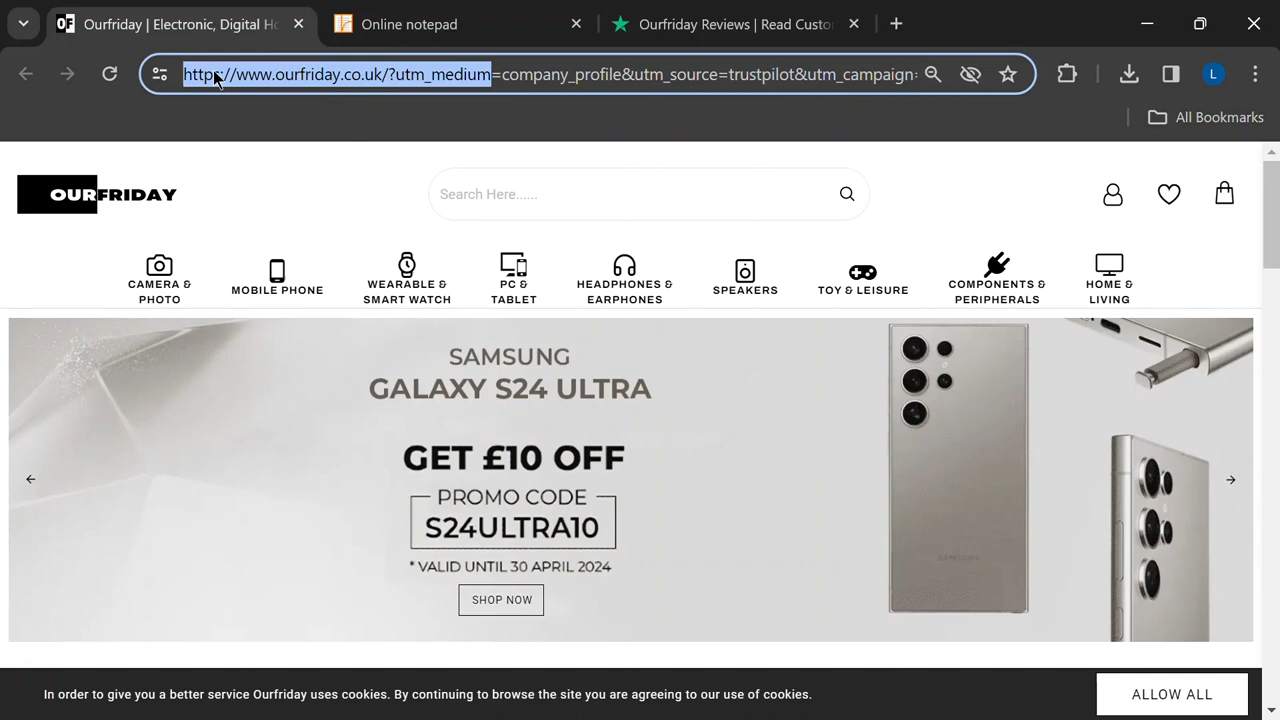 Ourfriday | Electronic, Digital Ho
Online notepad
Ourfriday Reviews | Read Custo
https://www.ourfriday.co.uk/?utm_medium=company_profile&utm_source=trustpilot&utm_campaign
L
All Bookmarks
OURFRIDAY
Search Here......
CAMERA &
PHOTO
MOBILE PHONE
WEARABLE &
SMART WATCH
PC &
TABLET
HEADPHONES &
EARPHONES
SPEAKERS
TOY & LEISURE
COMPONENTS &
PERIPHERALS
HOME &
LIVING
SAMSUNG
GALAXY S24 ULTRA
GET £10 OFF
PROMO CODE
S24ULTRA10
* VALID UNTIL 30 APRIL 2024
SHOP NOW
In order to give you a better service Ourfriday uses cookies. By continuing to browse the site you are agreeing to our use of cookies.
ALLOW ALL